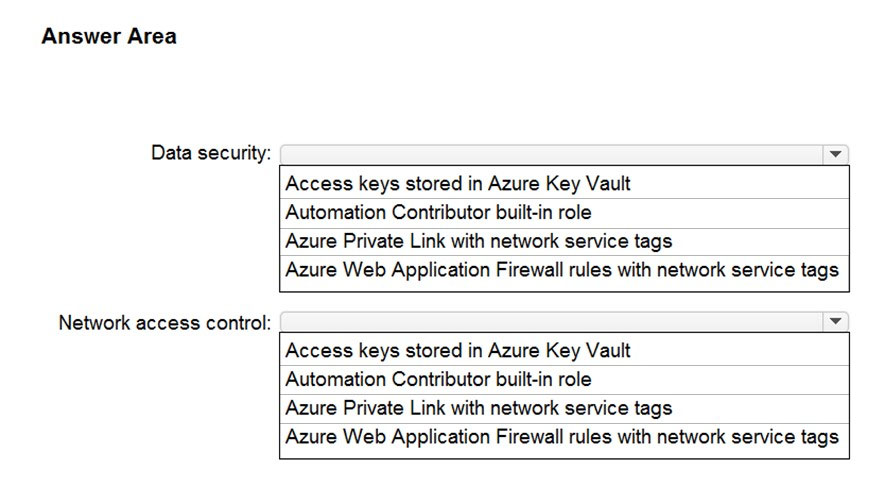 Answer Area
Data security:
Access keys stored in Azure Key Vault
Automation Contributor built-in role
Azure Private Link with network service tags
Azure Web Application Firewall rules with network service tags
Network access control:
Access keys stored in Azure Key Vault
Automation Contributor built-in role
Azure Private Link with network service tags
Azure Web Application Firewall rules with network service tags